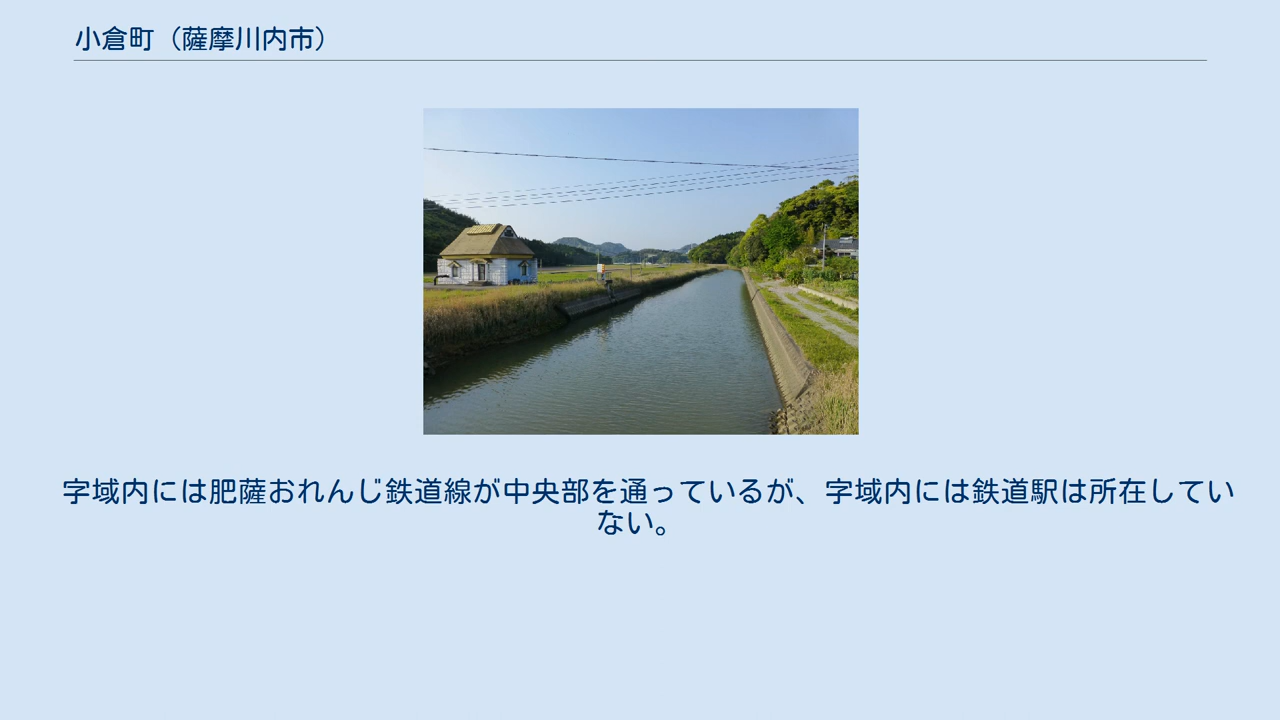 小倉町（薩摩川内市）
字域内には肥薩おれんじ鉄道線が中央部を通っているが、字域内には鉄道駅は所在してい
ない。